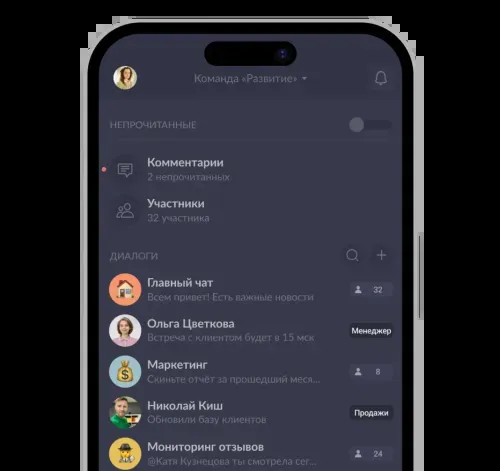 Команда «Развитие»
НЕПРОЧИТАННЫЕ
Комментарии
2 непрочитанных
Участники
32 участника
ДИАЛОГИ
Главный чат
Всем привет! Есть важные новости
32
Ольга Цветкова
Встреча с клиентом будет в 15 мск
Менеджер
Маркетинг
Скиньте отчёт за прошедший меся...
8
Николай Киш
Обновили базу клиентов
Продажи
Мониторинг отзывов
@Катя Кузнецова ты смотрела сег...
24